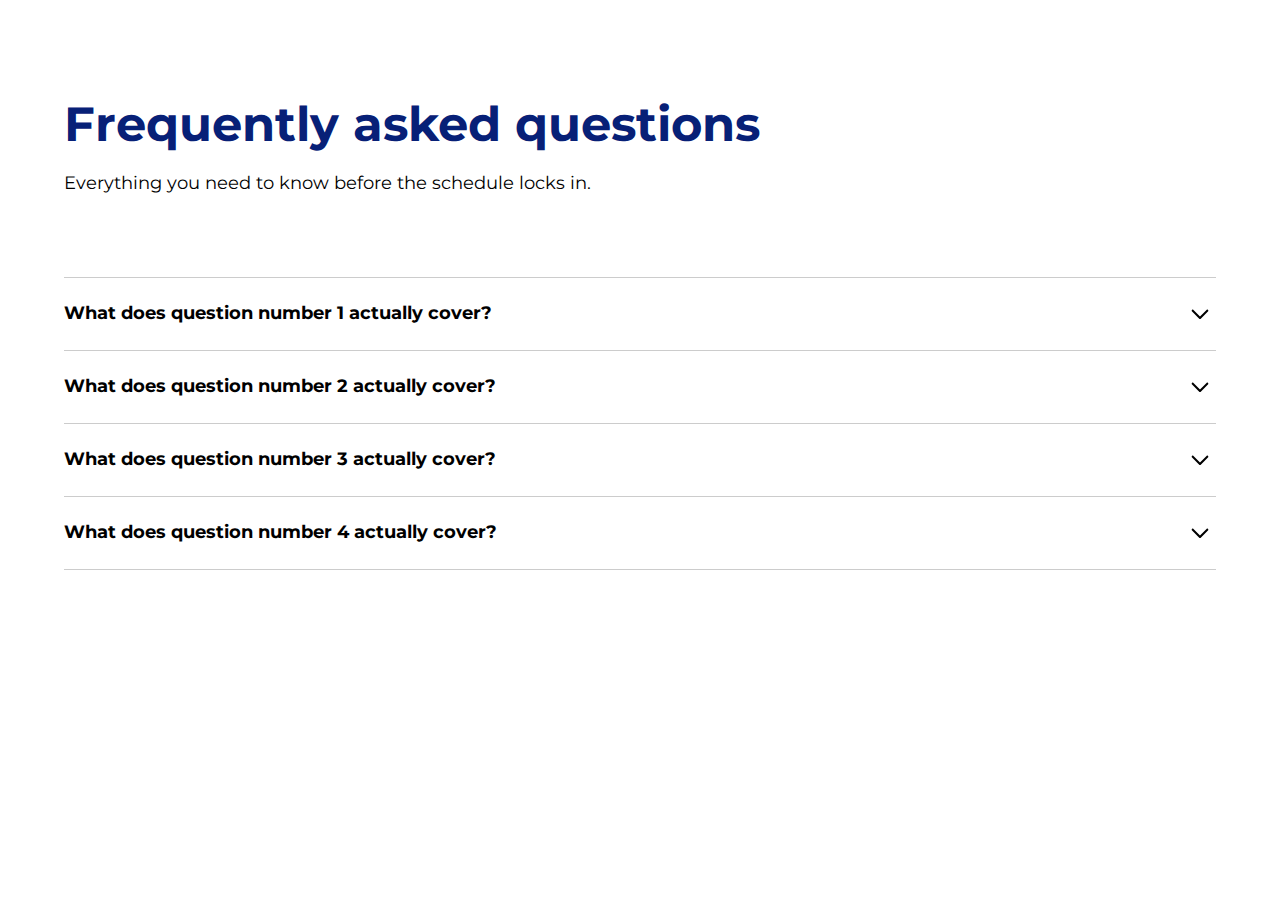 Frequently asked questions
Everything you need to know before the schedule locks in.
What does question number 1 actually cover?
What does question number 2 actually cover?
What does question number 3 actually cover?
What does question number 4 actually cover?